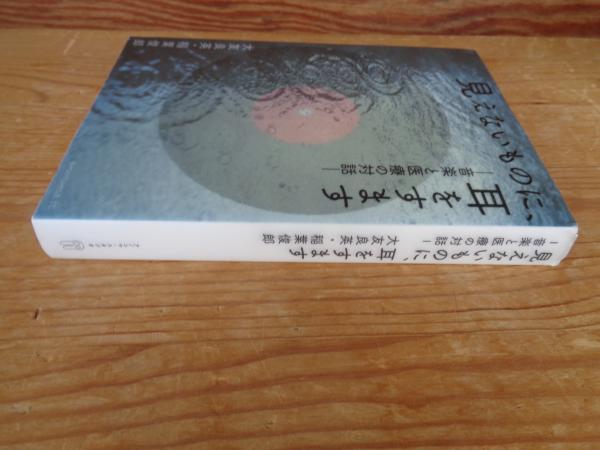 見えないものに、
耳をすます
―音楽と医療の対話―
大友良英・稲葉俊郎
見えないものに、耳をすます
―音楽と医療の対話―
大友良英・稲葉俊郎